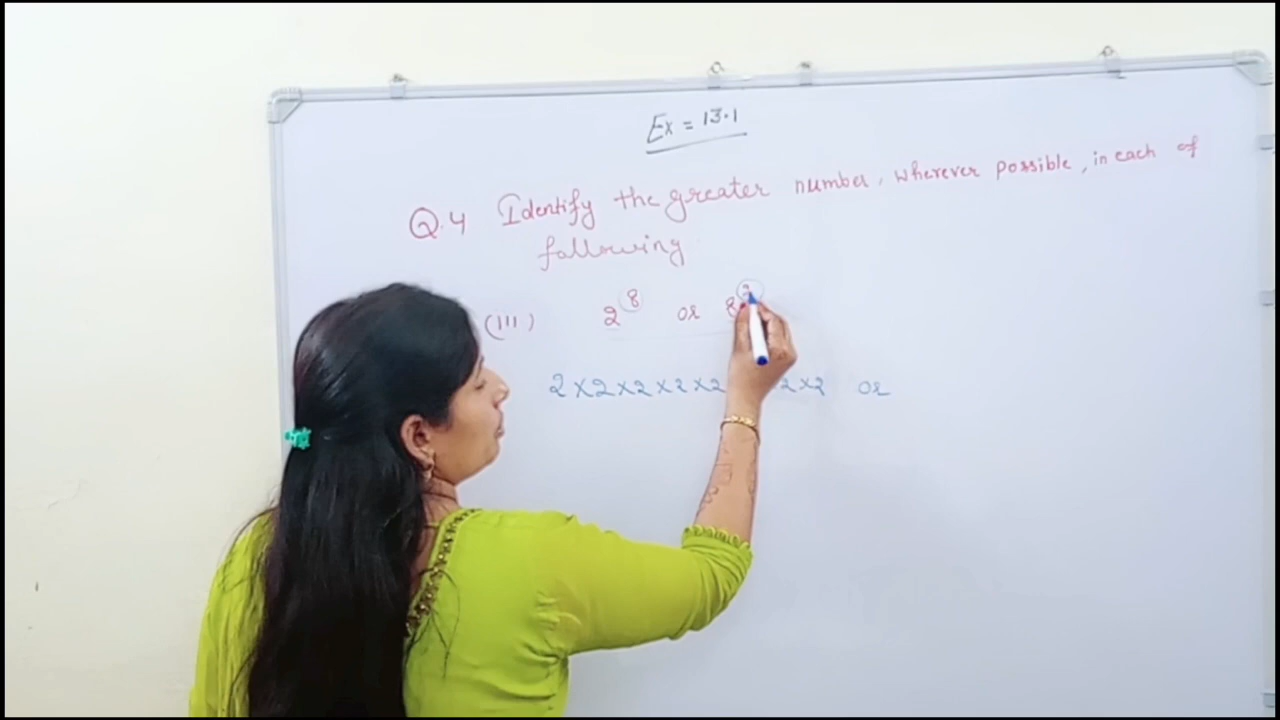 Ex = 13.1
Q.4 Identify the greater number, wherever possible, in each of
following
(III) 2^8 or 8^2
2×2×2×2×2 2×2 or